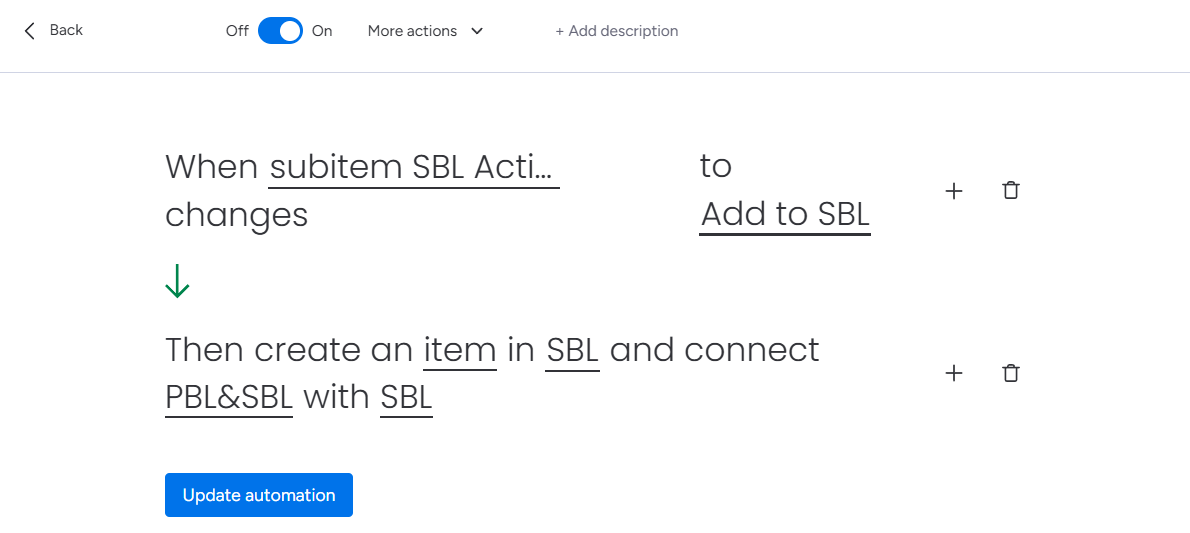 Back Off On More actions + Add description
When subitem SBL Acti... to
changes Add to SBL
Then create an item in SBL and connect
PBL&SBL with SBL
Update automation